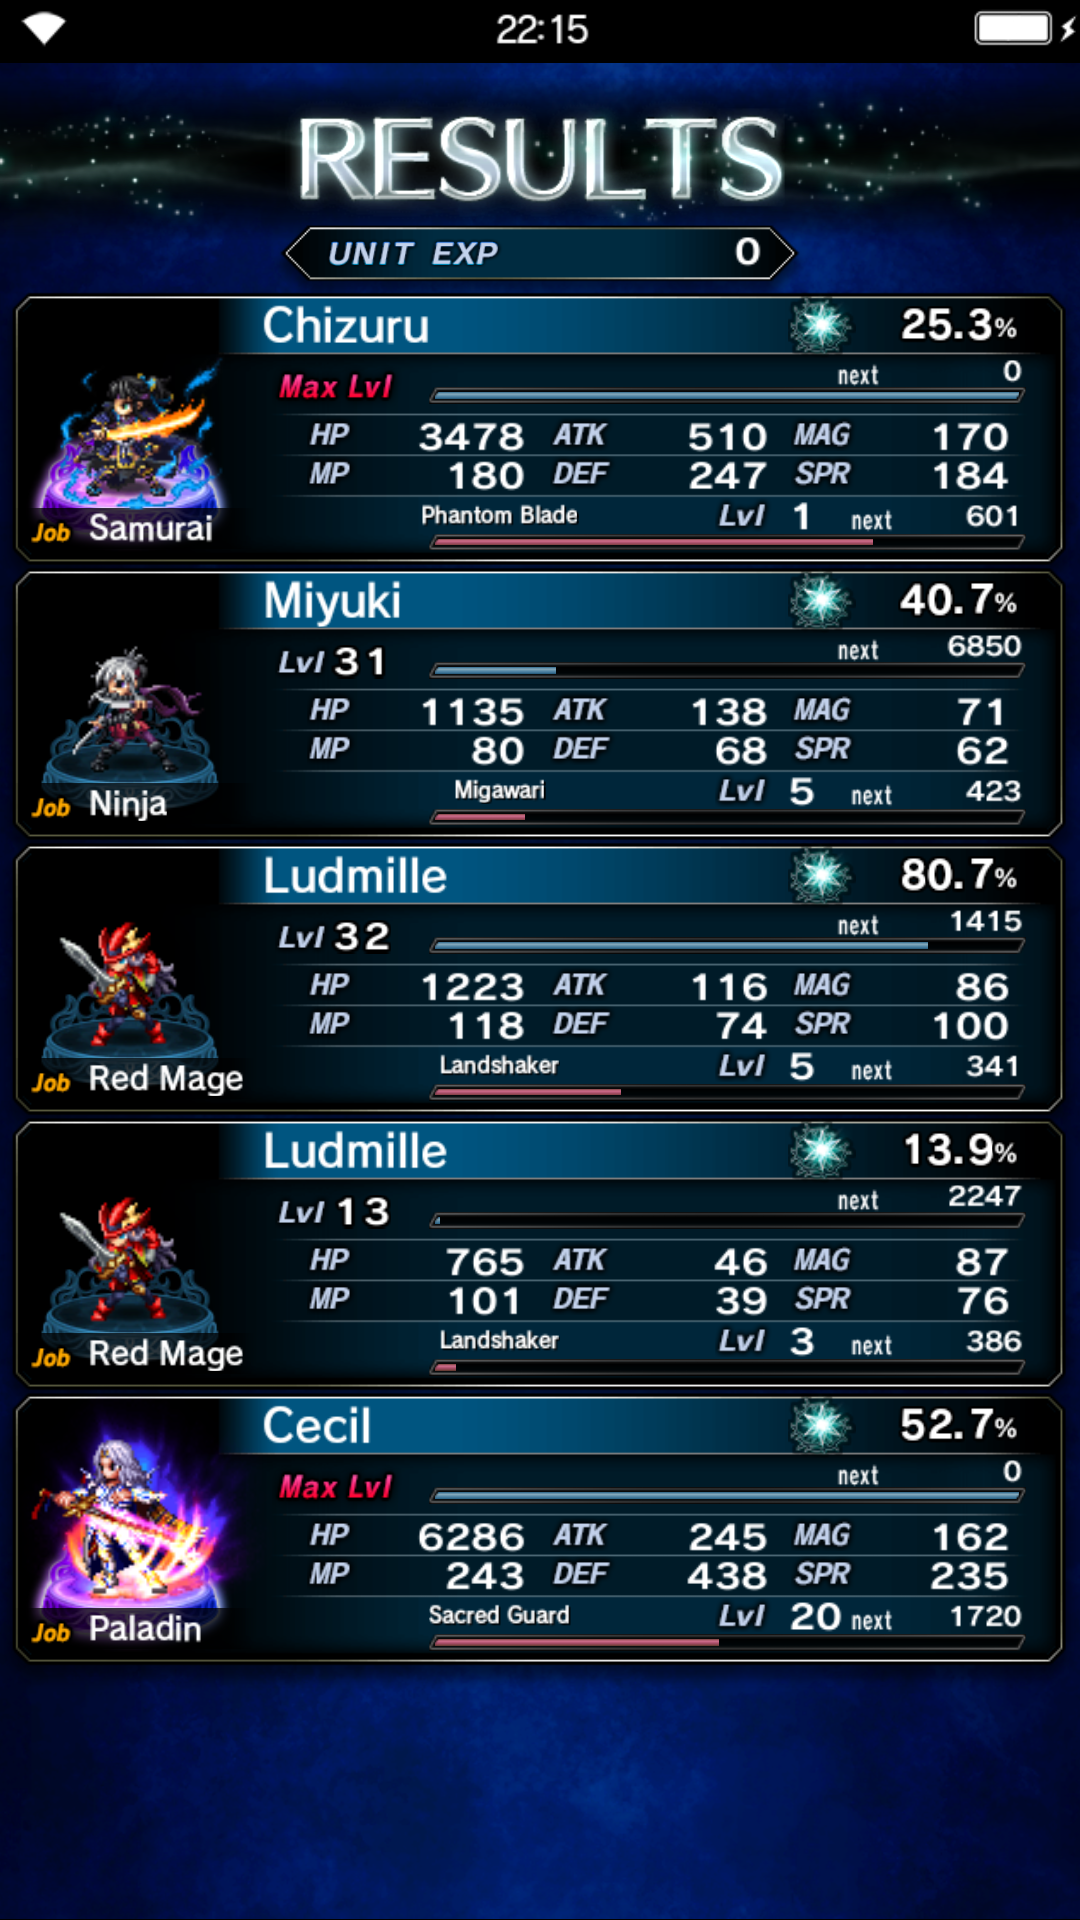 22:15
RESULTS
UNIT EXP 0
Chizuru 25.3%
Max Lvl next 0
HP 3478 ATK 510 MAG 170
MP 180 DEF 247 SPR 184
Job Samurai Phantom Blade Lvl 1 next 601
Miyuki 40.7%
Lvl 31 next 6850
HP 1135 ATK 138 MAG 71
MP 80 DEF 68 SPR 62
Job Ninja Migawari Lvl 5 next 423
Ludmille 80.7%
Lvl 32 next 1415
HP 1223 ATK 116 MAG 86
MP 118 DEF 74 SPR 100
Job Red Mage Landshaker Lvl 5 next 341
Ludmille 13.9%
Lvl 13 next 2247
HP 765 ATK 46 MAG 87
MP 101 DEF 39 SPR 76
Job Red Mage Landshaker Lvl 3 next 386
Cecil 52.7%
Max Lvl next 0
HP 6286 ATK 245 MAG 162
MP 243 DEF 438 SPR 235
Job Paladin Sacred Guard Lvl 20 next 1720